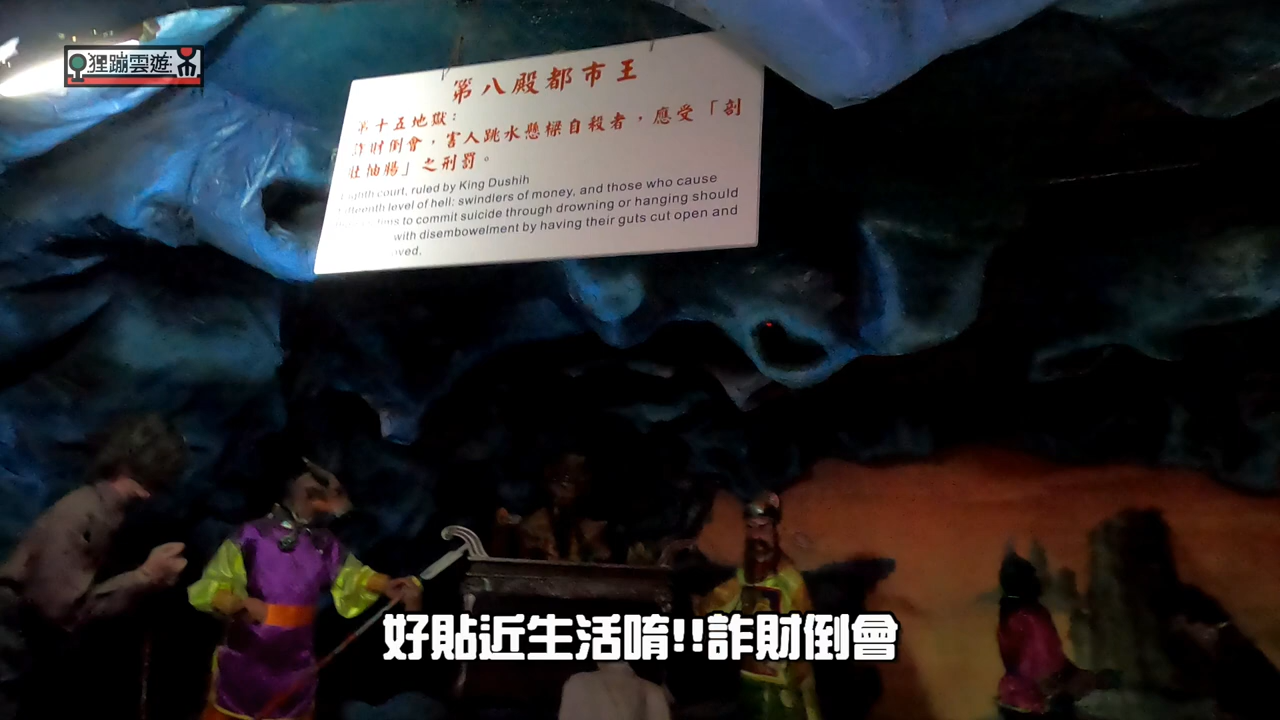 狸蹦雲遊
第八殿都市王
第十五地獄：
詐財倒會，害人跳水懸樑自殺者，應受「剖
肚抽腸」之刑罰。
Eighth court, ruled by King Dushih
Fifteenth level of hell: swindlers of money, and those who cause
to commit suicide through drowning or hanging should
with disembowelment by having their guts cut open and
好貼近生活唷!!詐財倒會